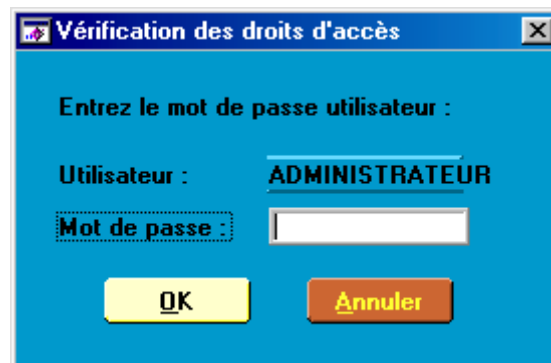 Vérification des droits d'accès
Entrez le mot de passe utilisateur :
Utilisateur : ADMINISTRATEUR
Mot de passe :
OK Annuler